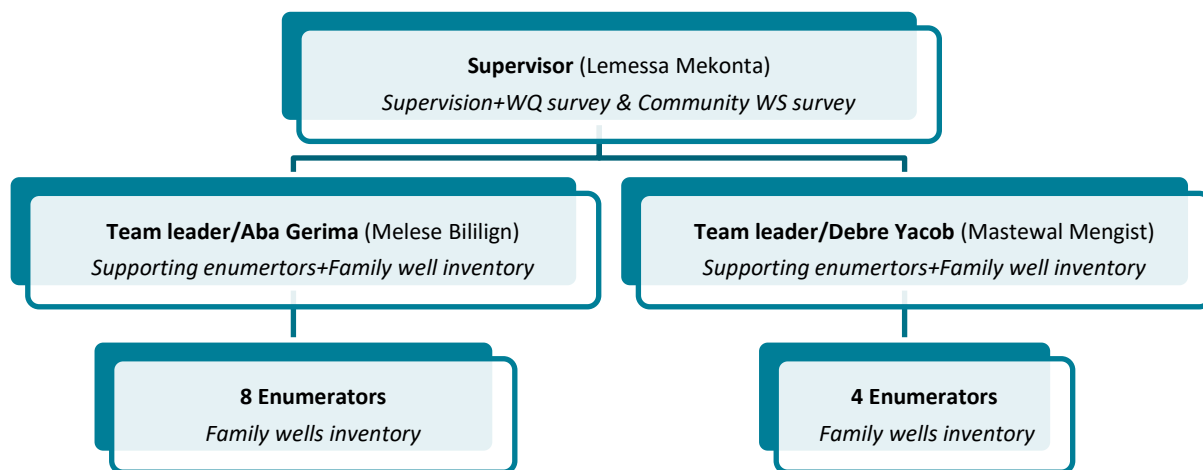 Supervisor (Lemessa Mekonta)
Supervision+WQ survey & Community WS survey
Team leader/Aba Gerima (Melese Bililign)
Supporting enumertors+Family well inventory
Team leader/Debre Yacob (Mastewal Mengist)
Supporting enumertors+Family well inventory
8 Enumerators
Family wells inventory
4 Enumerators
Family wells inventory